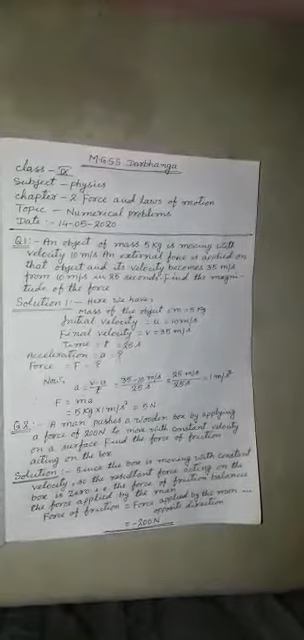 MGSS Darbhanga
class - IX
Subject - physics
chapter - 2 Force and laws of motion
Topic - Numerical problems
Date :- 14-05-2020
Q1:- An object of mass 5 Kg is moving with
velocity 10 m/s An external force is applied on
that object and its velocity becomes 35 m/s
from 10 m/s in 25 seconds. Find the magni-
tude of the force
Solution 1:- Here we have,
Mass of the object = m = 5 Kg
Initial velocity = u = 10 m/s
Final velocity = v = 35 m/s
Time = t = 25 s
Acceleration = a = ?
Force = F = ?
Now, a = v-u/t = 35-10 m/s/25 s = 25 m/s/25 s = 1 m/s²
F = ma
= 5 Kg × 1 m/s² = 5 N
Q2:- A man pushes a wooden box by applying
a force of 200N to move with constant velocity
on a surface Find the force of friction
acting on the box
Solution :- Since the box is moving with constant
velocity, so the resultant force acting on the
box is zero i.e. the force of friction balances
the force applied by the man
Force of friction = Force applied by the man in
opposite direction
= -200N